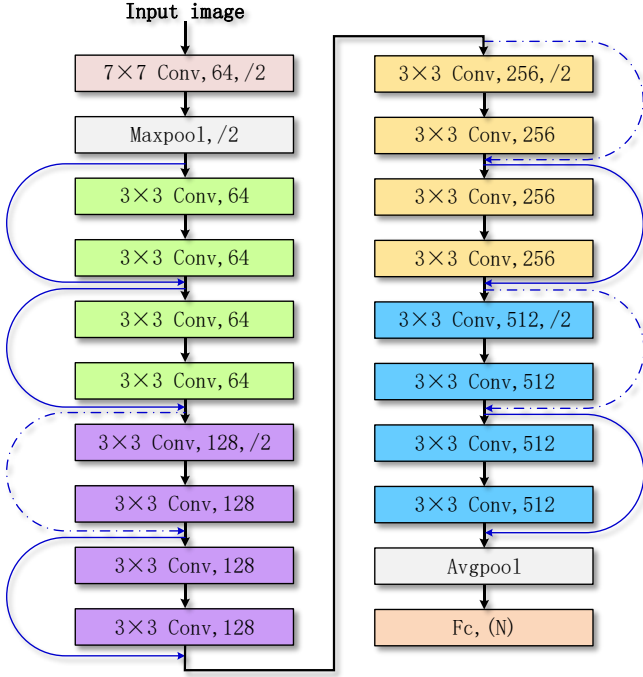 Input image
7×7 Conv,64,/2
Maxpool,/2
3×3 Conv,64
3×3 Conv,64
3×3 Conv,64
3×3 Conv,64
3×3 Conv,128,/2
3×3 Conv,128
3×3 Conv,128
3×3 Conv,128
3×3 Conv,256,/2
3×3 Conv,256
3×3 Conv,256
3×3 Conv,256
3×3 Conv,512,/2
3×3 Conv,512
3×3 Conv,512
3×3 Conv,512
Avgpool
Fc,(N)